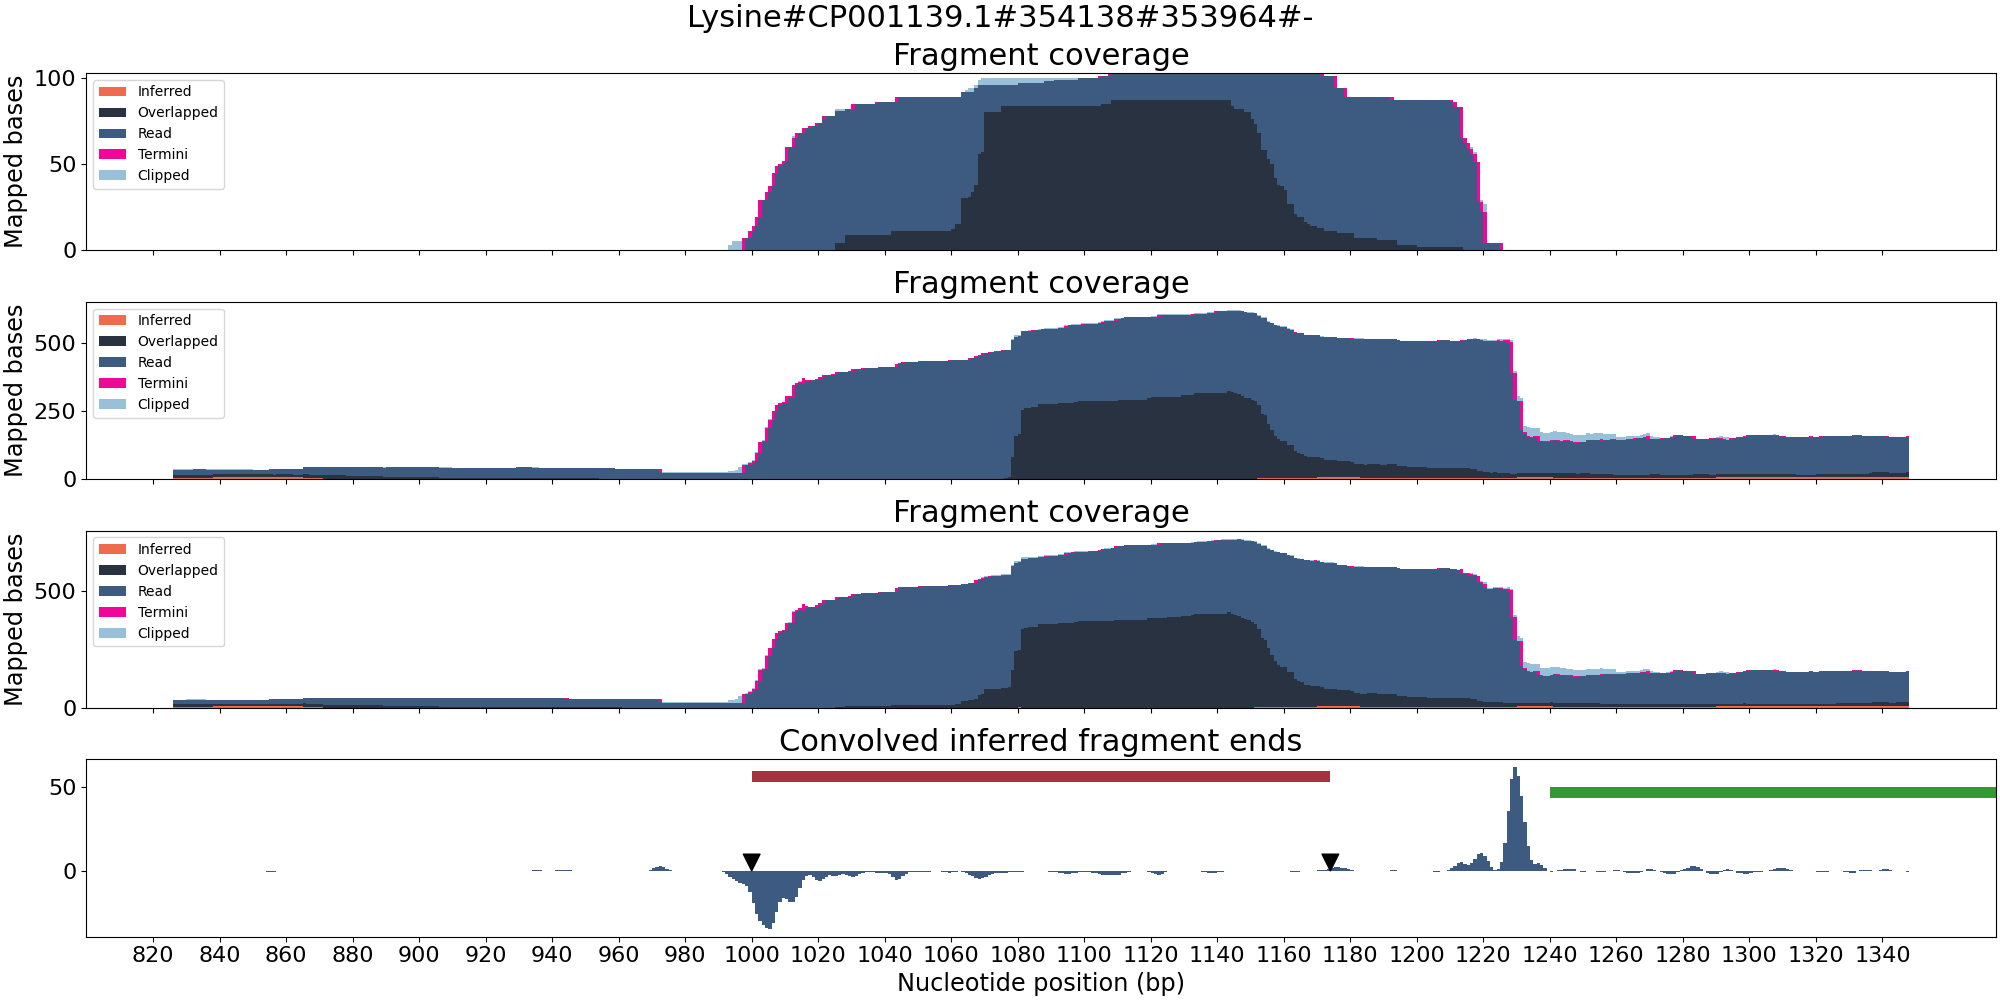 Lysine#CP001139.1#354138#353964#-
Fragment coverage
Mapped bases
100
50
0
Inferred
Overlapped
Read
Termini
Clipped
Fragment coverage
Mapped bases
500
250
0
Inferred
Overlapped
Read
Termini
Clipped
Fragment coverage
Mapped bases
500
0
Inferred
Overlapped
Read
Termini
Clipped
Convolved inferred fragment ends
50
0
820 840 860 880 900 920 940 960 980 1000 1020 1040 1060 1080 1100 1120 1140 1160 1180 1200 1220 1240 1260 1280 1300 1320 1340
Nucleotide position (bp)